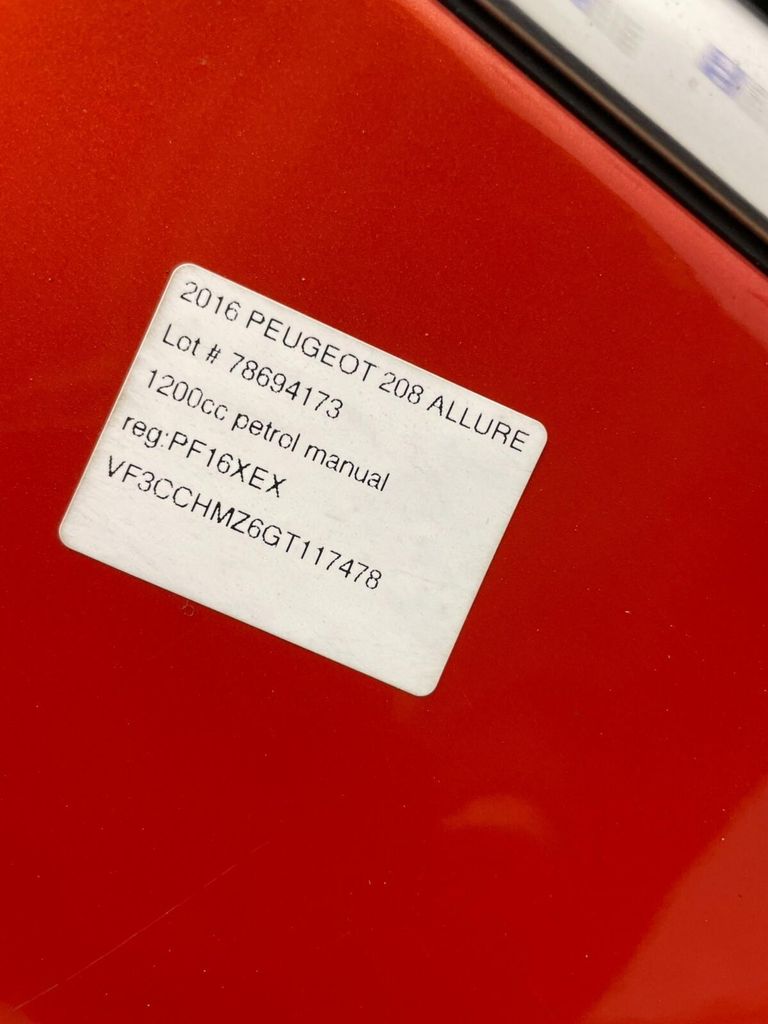 2016 PEUGEOT 208 ALLURE
Lot # 78694173
1200cc petrol manual
reg:PF16XEX
VF3CCHMZ6GT117478